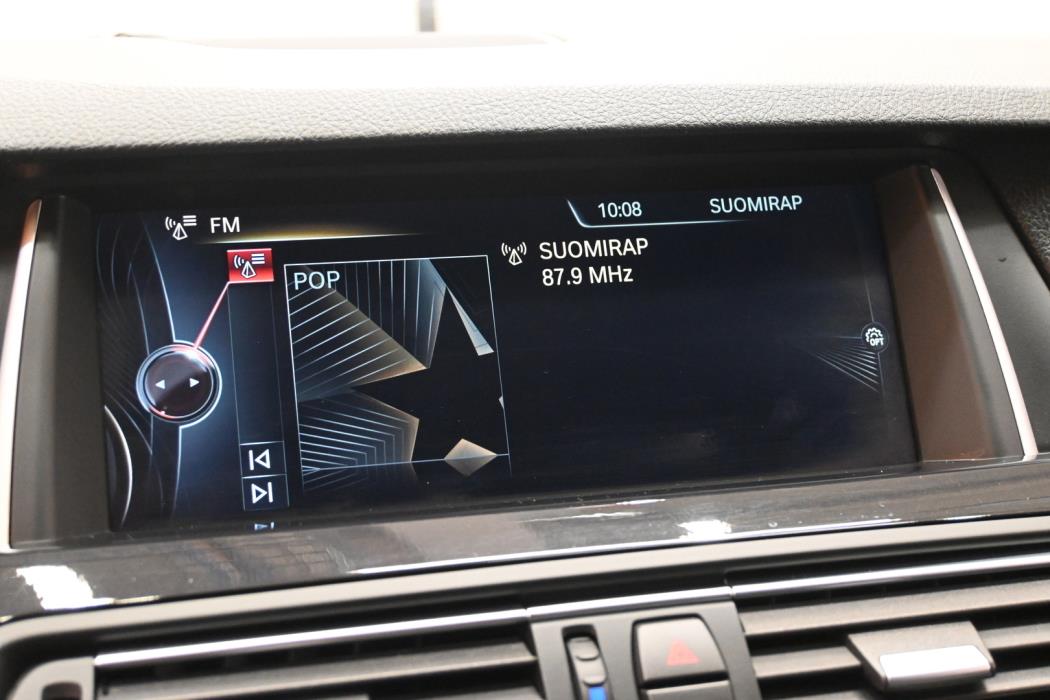 FM
10:08
SUOMIRAP
POP
SUOMIRAP
87.9 MHz
OPT